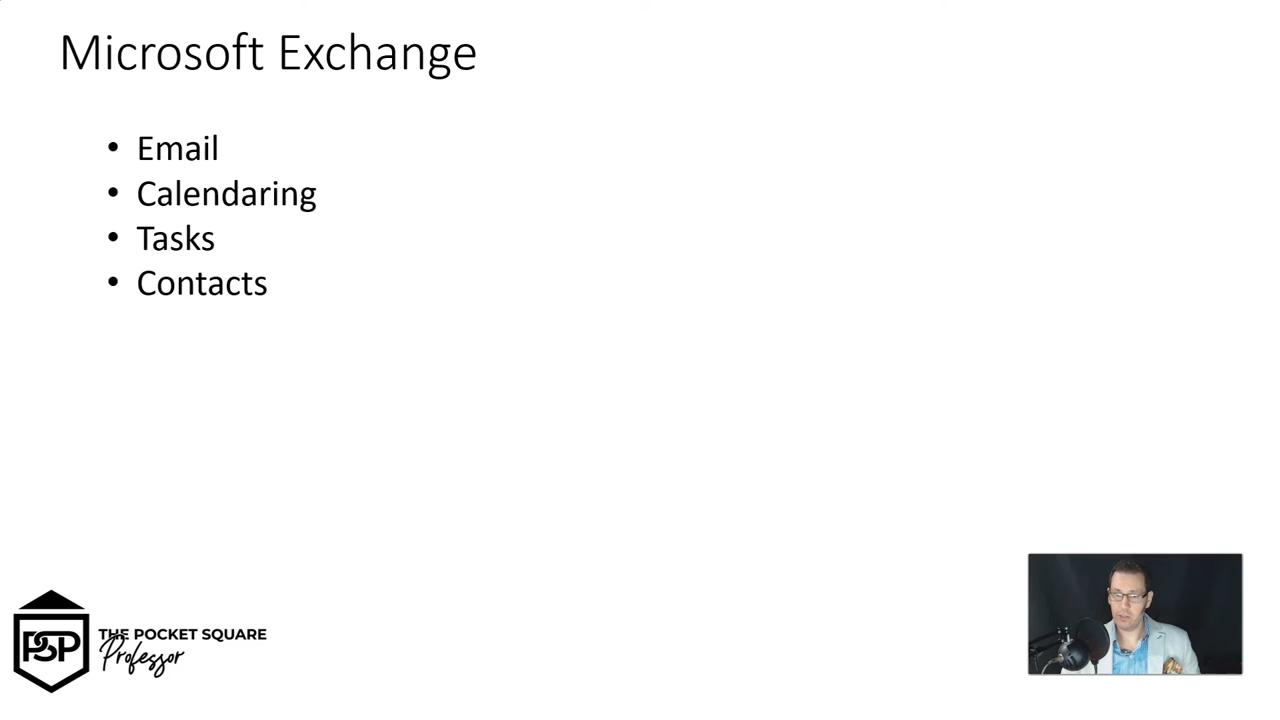 Microsoft Exchange
• Email
• Calendaring
• Tasks
• Contacts
PSP
THE POCKET SQUARE
Professor